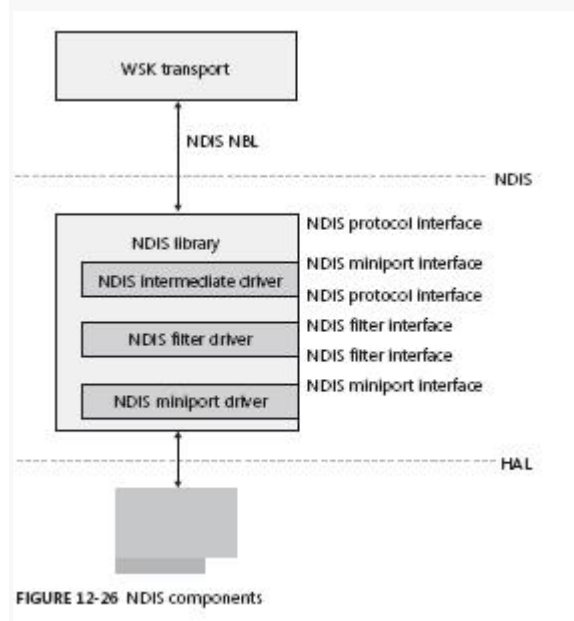 WSK transport
NDIS NBL
NDIS
NDIS protocol interface
NDIS library
NDIS miniport interface
NDIS intermediate driver
NDIS protocol interface
NDIS filter interface
NDIS filter driver
NDIS filter interface
NDIS miniport interface
NDIS miniport driver
HAL
FIGURE 12-26 NDIS components